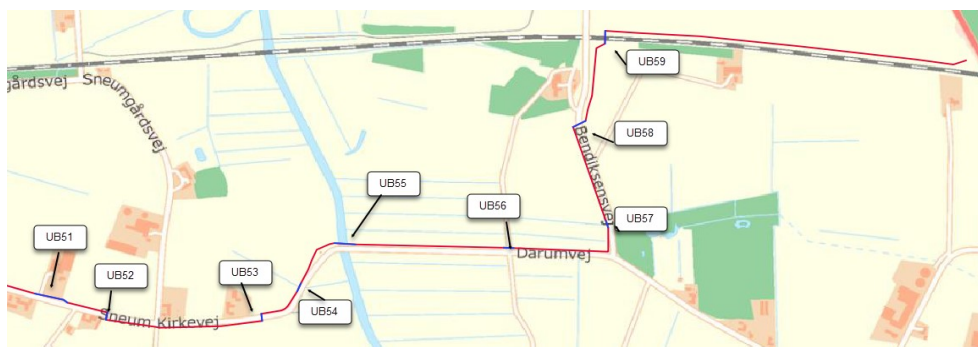 UB59
gårdsvej
Sneumgårdsvej
UB58
Bendiksensvej
UB55
UB56
UB57
UB51
UB52
UB53
Darumvej
UB54
Sneum Kirkevej